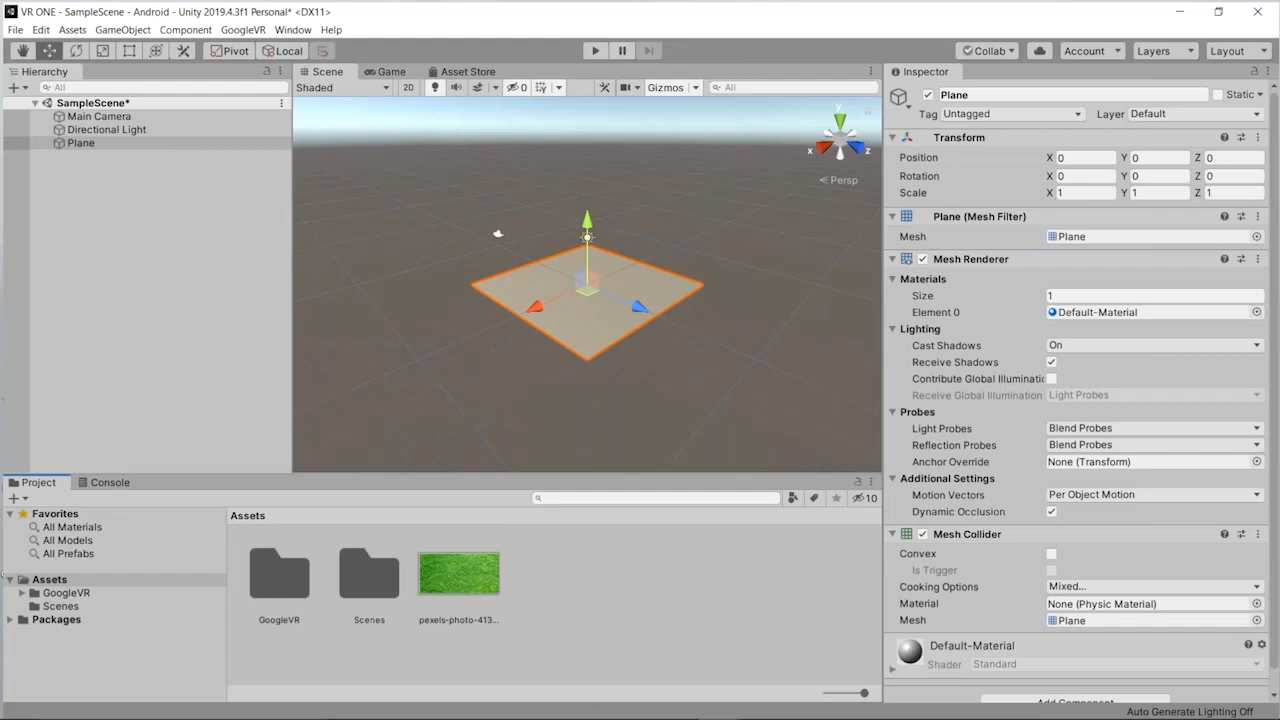 VR ONE - SampleScene - Android - Unity 2019.4.3f1 Personal* <DX11>
File Edit Assets GameObject Component GoogleVR Window Help
Pivot Local Collab Account Layers Layout
Hierarchy
All
SampleScene*
Main Camera
Directional Light
Plane
Scene Game Asset Store
Shaded 2D 0 Gizmos All
y
x z
Persp
Inspector
Plane Static
Tag Untagged Layer Default
Transform
Position X 0 Y 0 Z 0
Rotation X 0 Y 0 Z 0
Scale X 1 Y 1 Z 1
Plane (Mesh Filter)
Mesh Plane
Mesh Renderer
Materials
Size 1
Element 0 Default-Material
Lighting
Cast Shadows On
Receive Shadows
Contribute Global Illuminatic
Receive Global Illumination Light Probes
Probes
Light Probes Blend Probes
Reflection Probes Blend Probes
Anchor Override None (Transform)
Additional Settings
Motion Vectors Per Object Motion
Dynamic Occlusion
Mesh Collider
Convex
Is Trigger
Cooking Options Mixed...
Material None (Physic Material)
Mesh Plane
Default-Material
Shader Standard
Add Component
Project Console
10
Favorites
All Materials
All Models
All Prefabs
Assets
GoogleVR
Scenes
Packages
Assets
GoogleVR Scenes pexels-photo-413...
Auto Generate Lighting Off